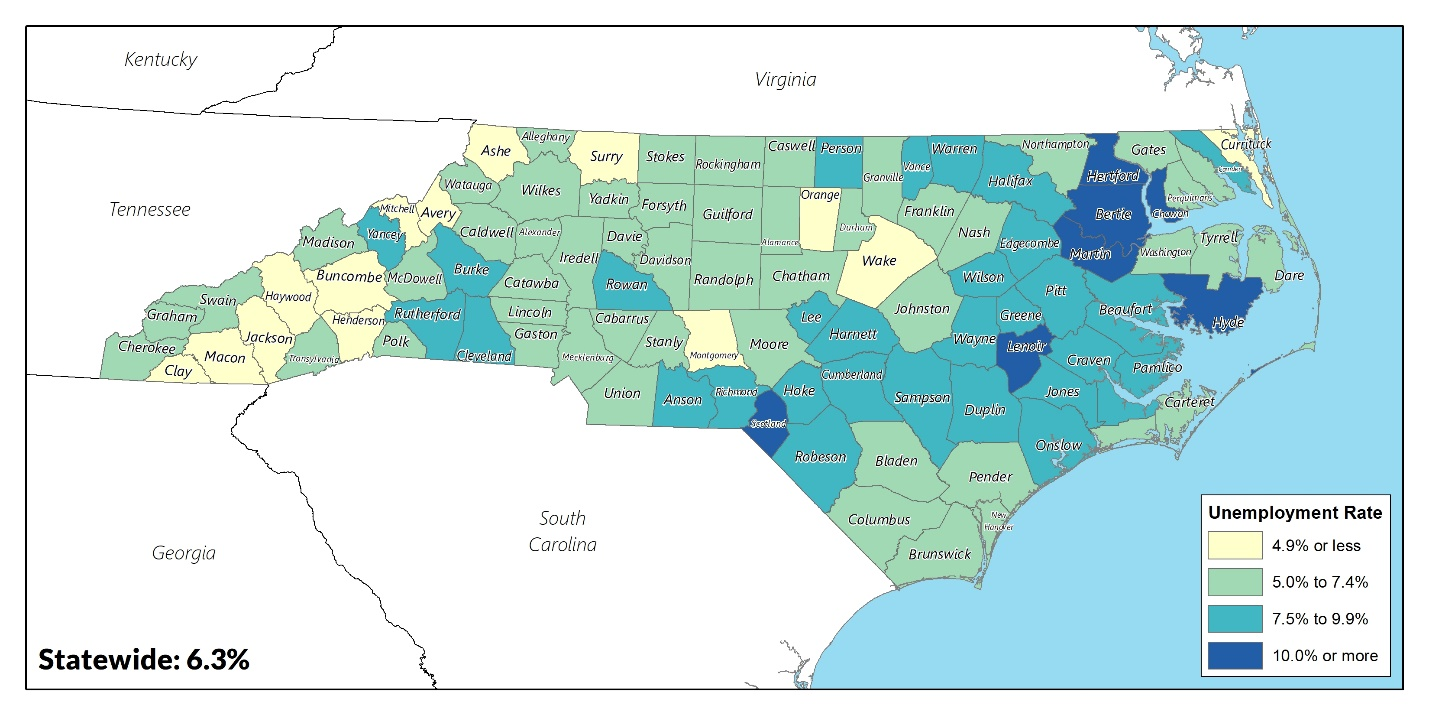 Kentucky
Virginia
Tennessee
Georgia
South
Carolina
Ashe
Alleghany
Surry
Stokes
Rockingham
Caswell
Person
Granville
Vance
Warren
Northampton
Gates
Currituck
Camden
Hertford
Halifax
Watauga
Wilkes
Yadkin
Forsyth
Guilford
Orange
Durham
Franklin
Nash
Bertie
Chowan
Perquimans
Mitchell
Avery
Yancey
Madison
Caldwell
Alexander
Davie
Iredell
Davidson
Alamance
Wake
Edgecombe
Martin
Washington
Tyrrell
Dare
Buncombe
McDowell
Burke
Catawba
Rowan
Randolph
Chatham
Wilson
Pitt
Haywood
Swain
Graham
Rutherford
Lincoln
Cabarrus
Lee
Johnston
Greene
Beaufort
Hyde
Henderson
Jackson
Cherokee
Macon
Clay
Transylvania
Polk
Cleveland
Gaston
Mecklenburg
Stanly
Montgomery
Moore
Harnett
Wayne
Lenoir
Craven
Pamlico
Union
Anson
Richmond
Hoke
Cumberland
Sampson
Duplin
Jones
Carteret
Scotland
Robeson
Bladen
Pender
Onslow
Columbus
New
Hanover
Brunswick
Unemployment Rate
4.9% or less
5.0% to 7.4%
7.5% to 9.9%
10.0% or more
Statewide: 6.3%